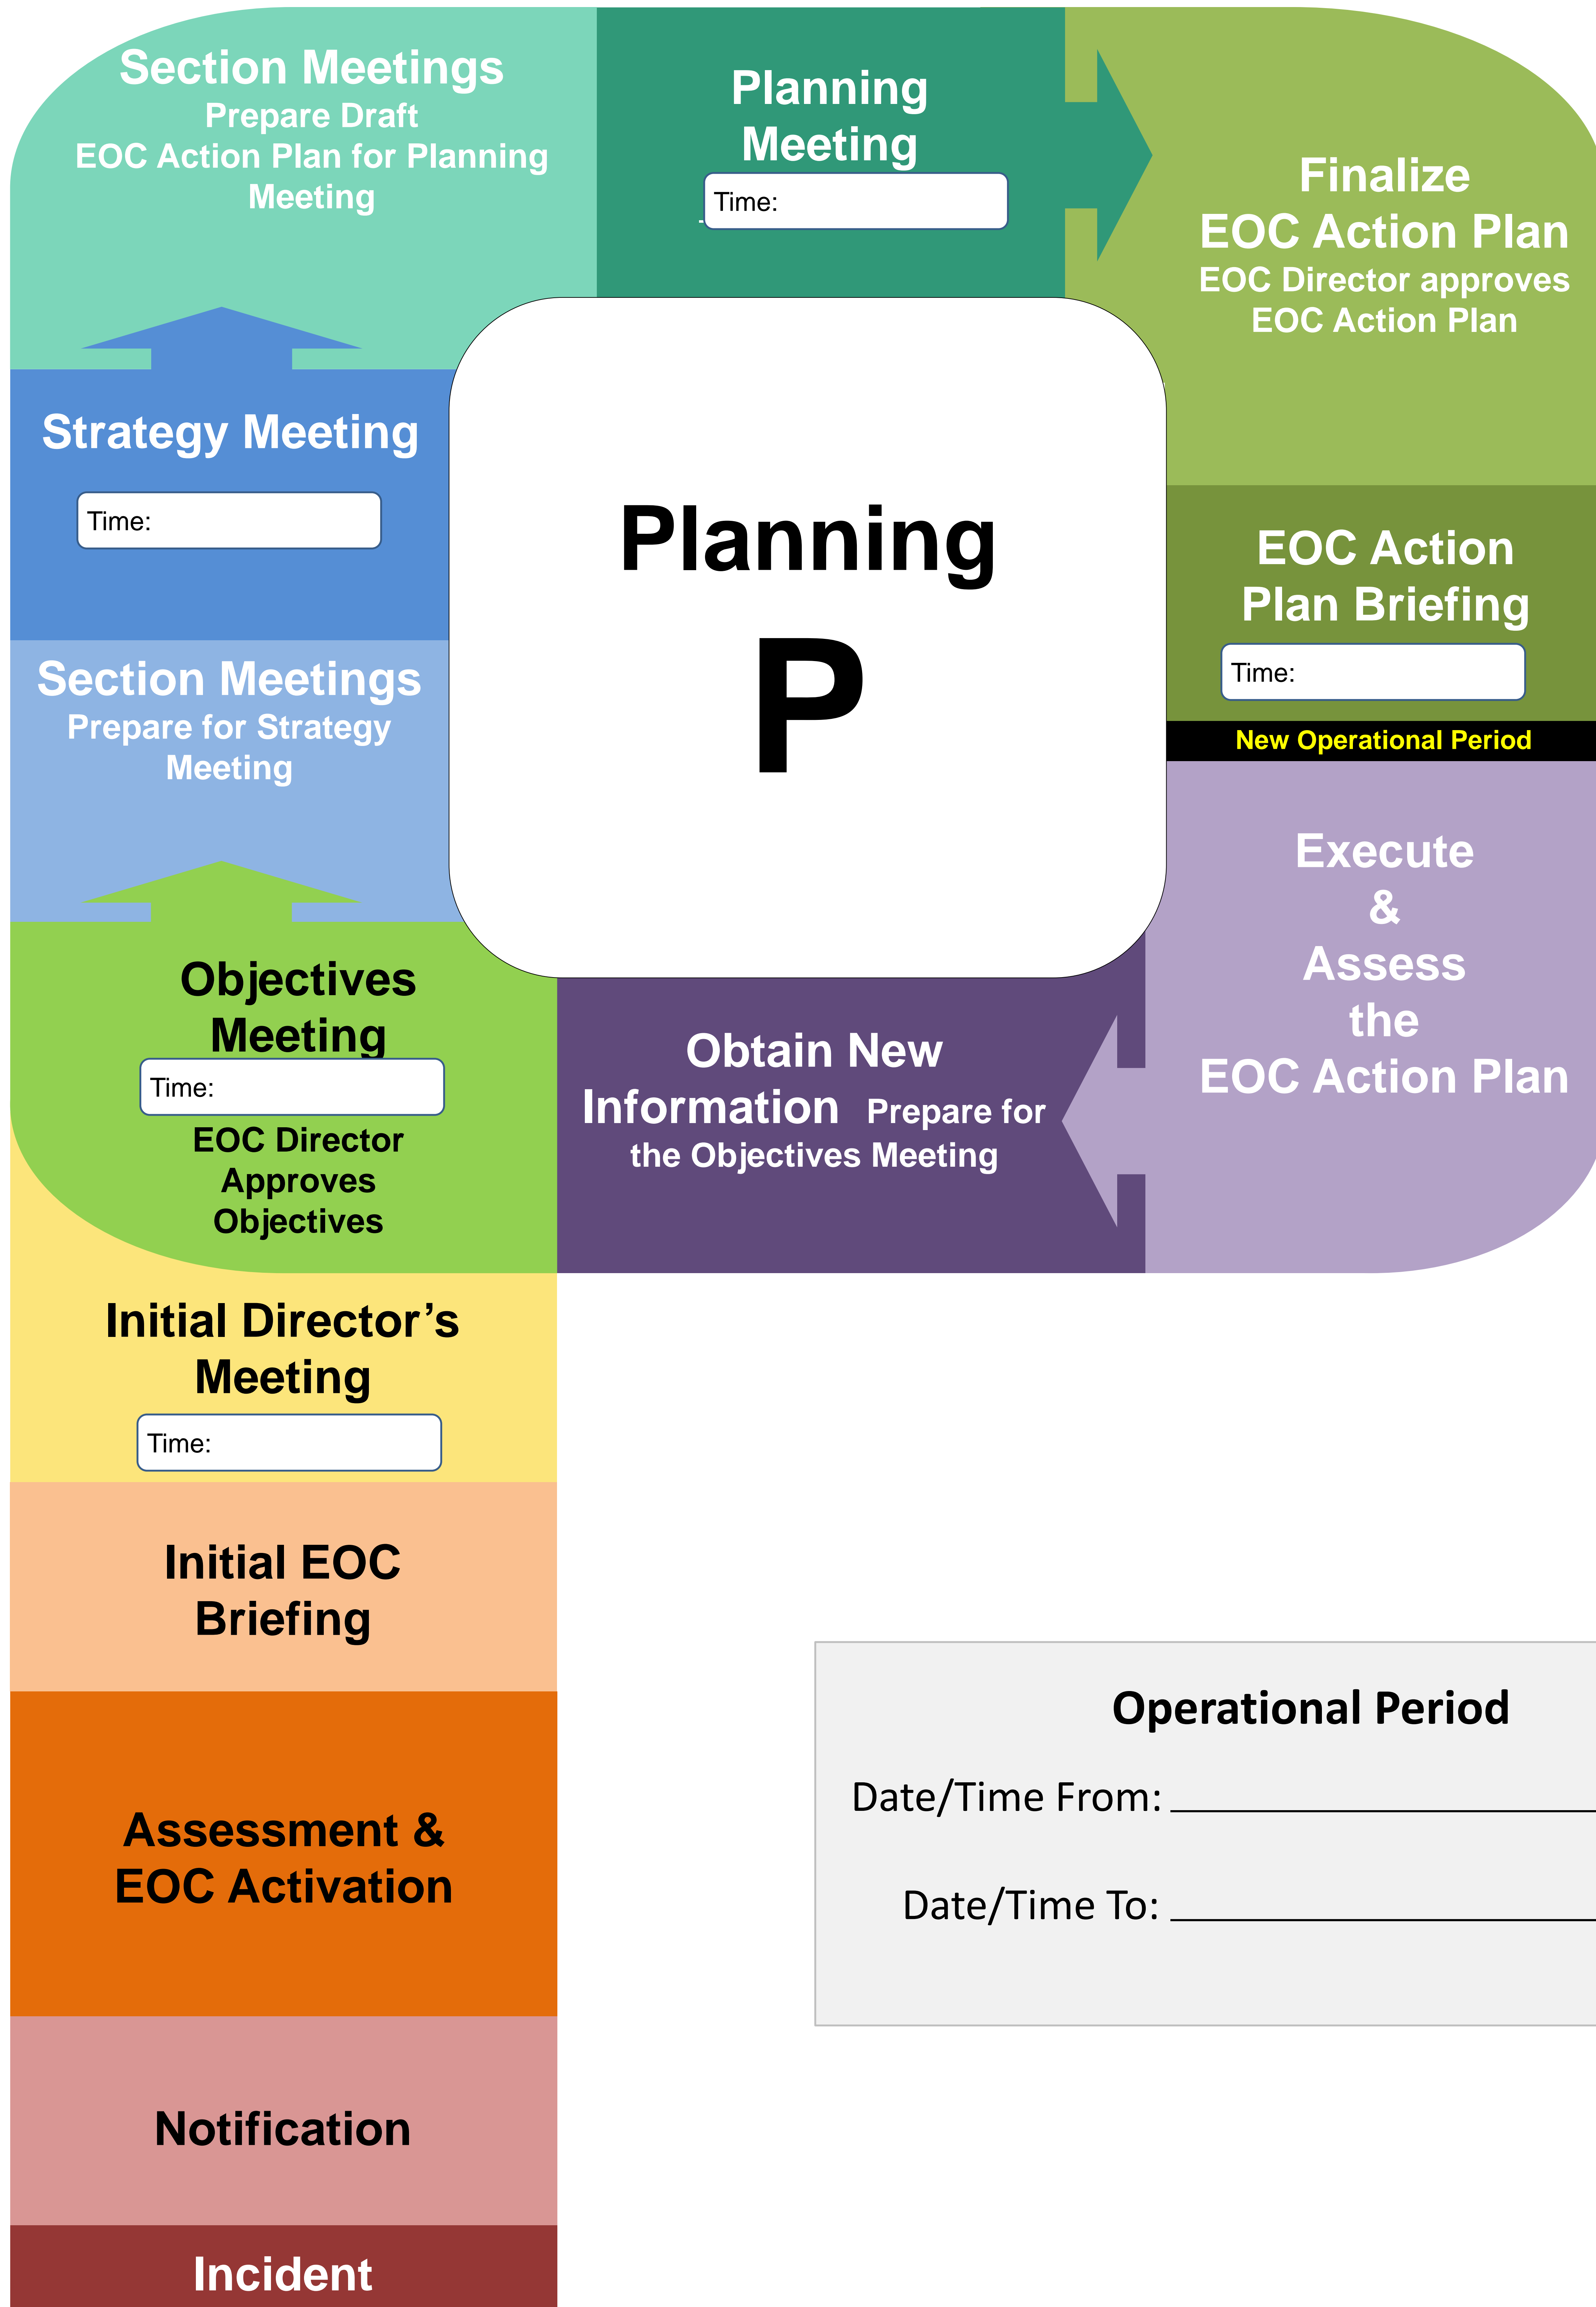 Section Meetings
Prepare Draft
EOC Action Plan for Planning
Meeting
Planning
Meeting
Time:
Finalize
EOC Action Plan
EOC Director approves
EOC Action Plan
Strategy Meeting
Time:
Planning
P
EOC Action
Plan Briefing
Time:
New Operational Period
Section Meetings
Prepare for Strategy
Meeting
Execute
&
Assess
the
EOC Action Plan
Objectives
Meeting
Time:
EOC Director
Approves
Objectives
Obtain New
Information Prepare for
the Objectives Meeting
Initial Director’s
Meeting
Time:
Initial EOC
Briefing
Assessment &
EOC Activation
Notification
Incident
Operational Period
Date/Time From:
Date/Time To: